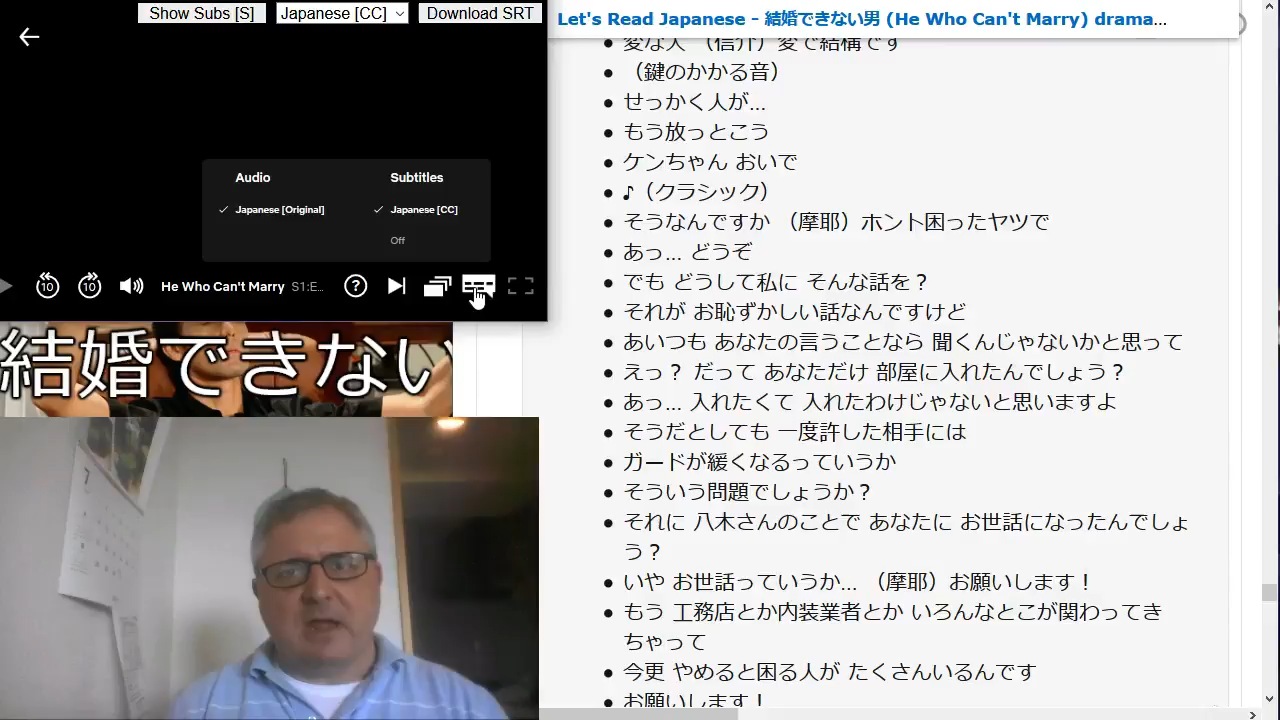 Show Subs [S]
Japanese [CC]
Download SRT
Let's Read Japanese - 結婚できない男 (He Who Can't Marry) drama...
変な人 （信介）変で結構です
（鍵のかかる音）
せっかく人が…
もう放っとこう
ケンちゃん おいで
♪（クラシック）
そうなんですか （摩耶）ホント困ったヤツで
あっ… どうぞ
でも どうして私に そんな話を？
それが お恥ずかしい話なんですけど
あいつも あなたの言うことなら 聞くんじゃないかと思って
えっ？ だって あなただけ 部屋に入れたんでしょう？
あっ… 入れたくて 入れたわけじゃないと思いますよ
そうだとしても 一度許した相手には
ガードが緩くなるっていうか
そういう問題でしょうか？
それに 八木さんのことで あなたに お世話になったんでしょ
う？
いや お世話っていうか… （摩耶）お願いします！
もう 工務店とか内装業者とか いろんなとこが関わってき
ちゃって
今更 やめると困る人が たくさんいるんです
お願いします！
Audio
Subtitles
Japanese [Original]
Japanese [CC]
Off
10
10
He Who Can't Marry S1:E...
?
結婚できない
7